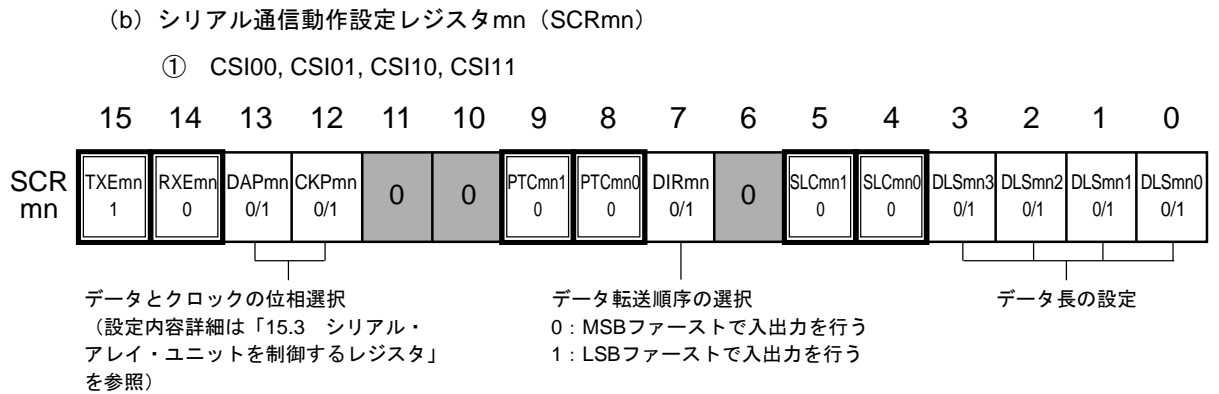 (b) シリアル通信動作設定レジスタmn(SCRmn)
① CSI00, CSI01, CSI10, CSI11
15 14 13 12 11 10 9 8 7 6 5 4 3 2 1 0
SCR
mn
TXEmn RXEmn DAPmn CKPmn 0 0 PTCmn1 PTCmn0 DIRmn 0 SLCmn1 SLCmn0 DLSmn3 DLSmn2 DLSmn1 DLSmn0
1 0 0/1 0/1 0 0 0/1 0 0 0/1 0/1 0/1 0/1
データとクロックの位相選択
(設定内容詳細は「15.3 シリアル・
アレイ・ユニットを制御するレジスタ」
を参照)
データ転送順序の選択
0:MSBファーストで入出力を行う
1:LSBファーストで入出力を行う
データ長の設定